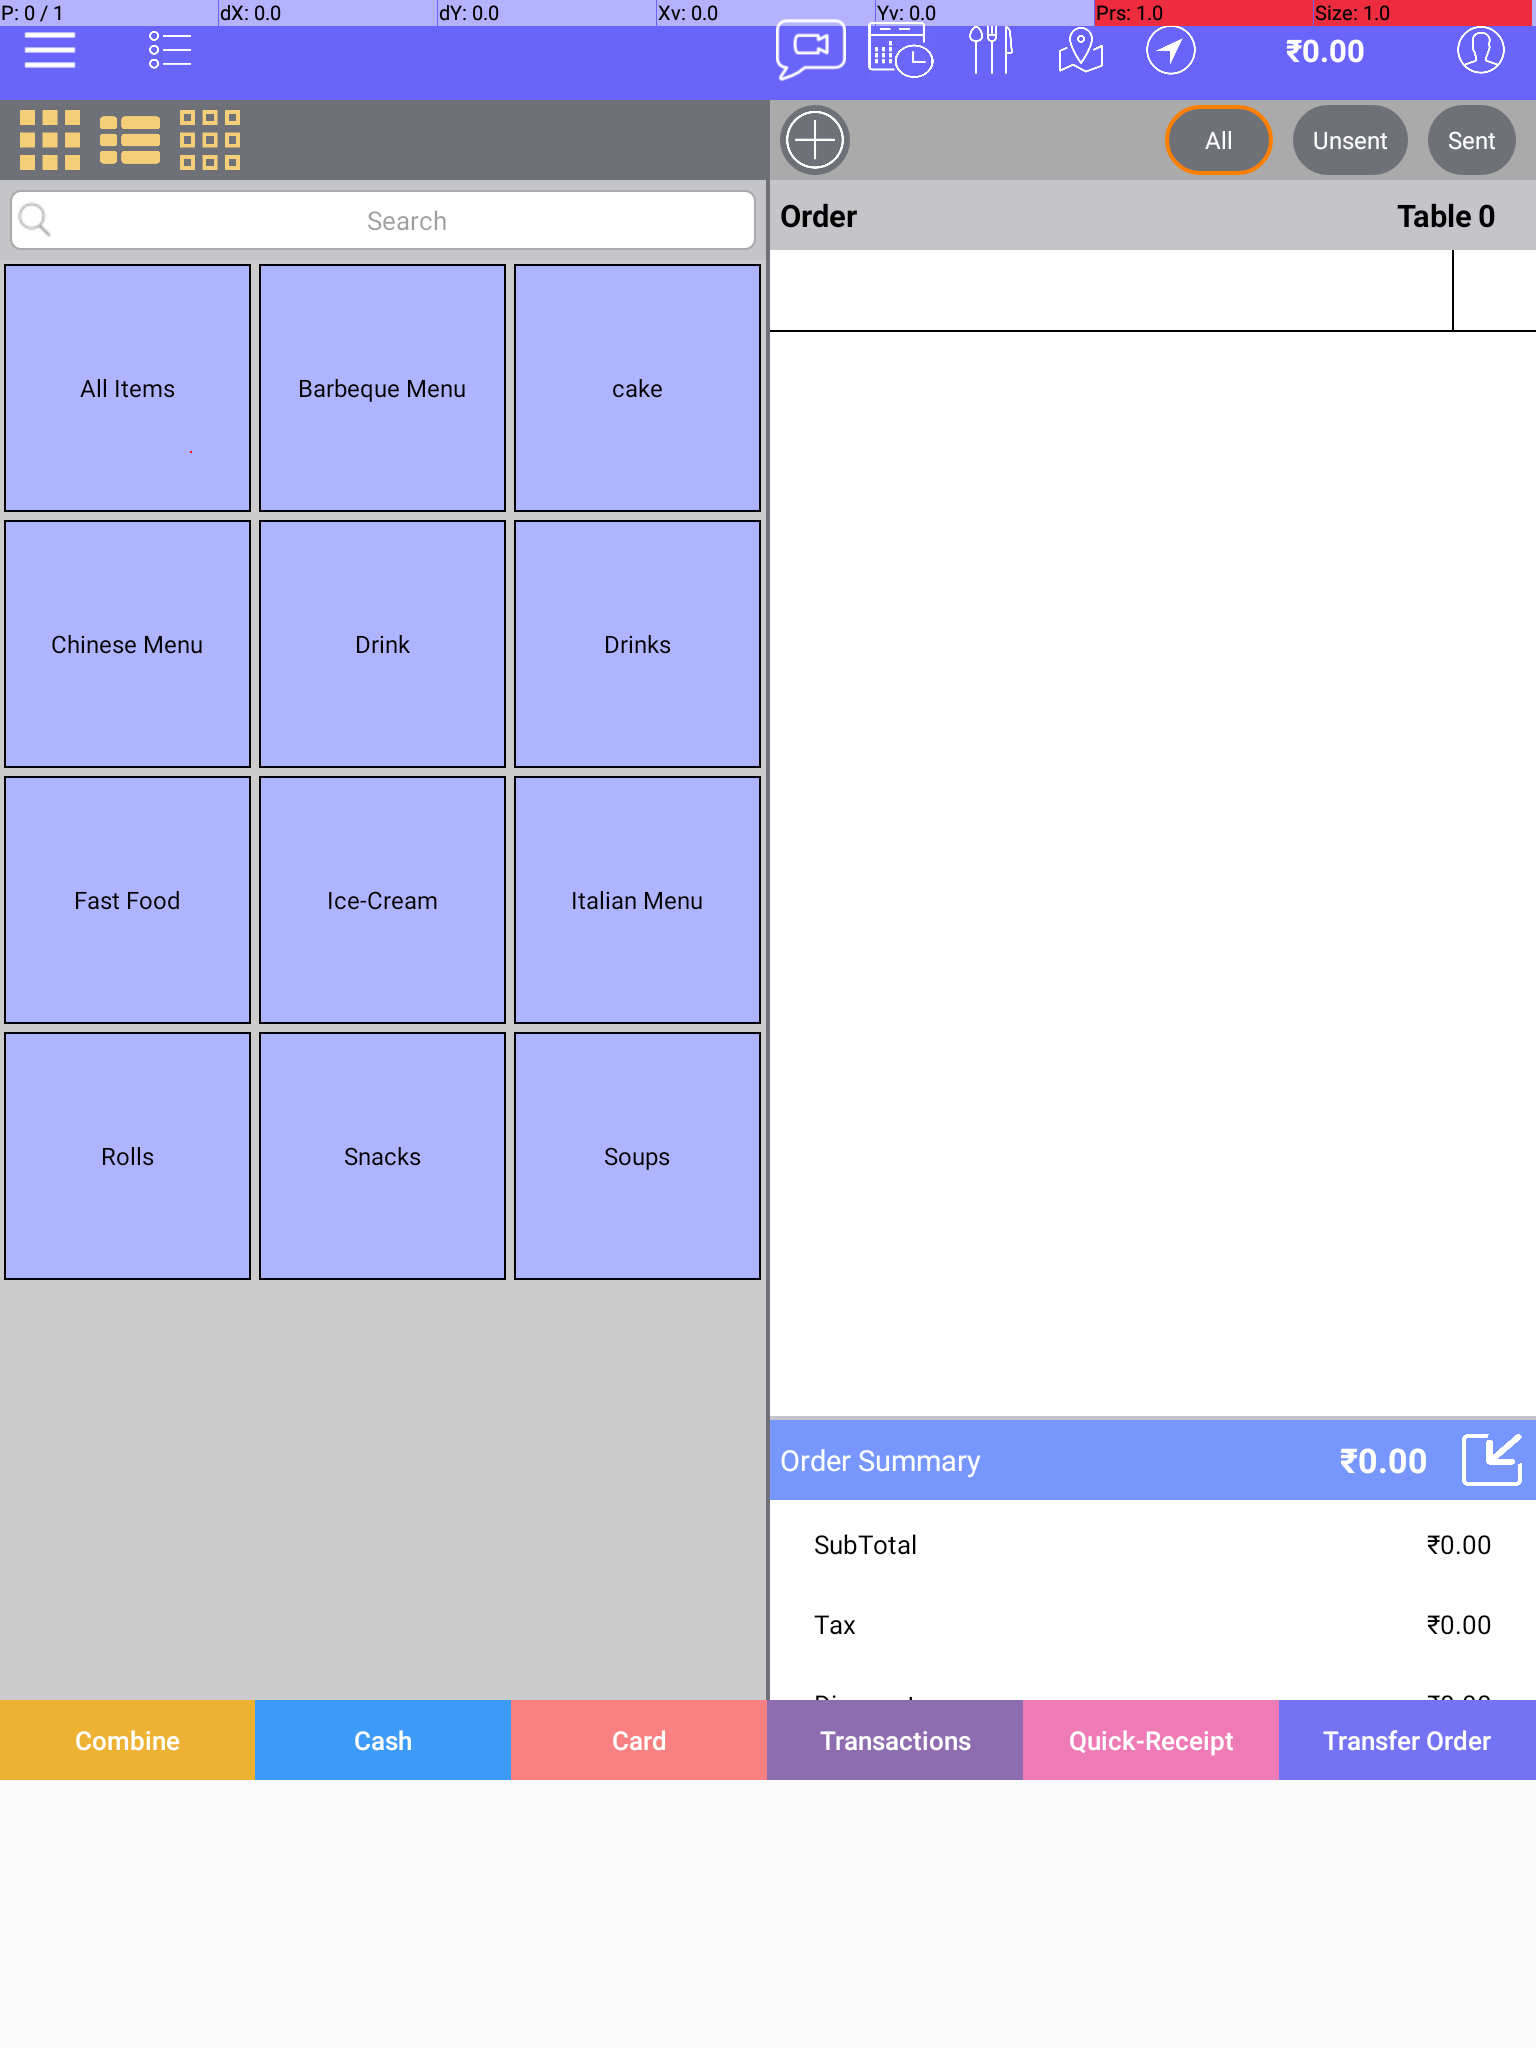 P: 0 / 1 dX: 0.0 dY: 0.0 Xv: 0.0 Yv: 0.0 Prs: 1.0 Size: 1.0
₹0.00
All Unsent Sent
Search
Order Table 0
All Items Barbeque Menu cake
Chinese Menu Drink Drinks
Fast Food Ice-Cream Italian Menu
Rolls Snacks Soups
Order Summary ₹0.00
SubTotal ₹0.00
Tax ₹0.00
Combine Cash Card Transactions Quick-Receipt Transfer Order